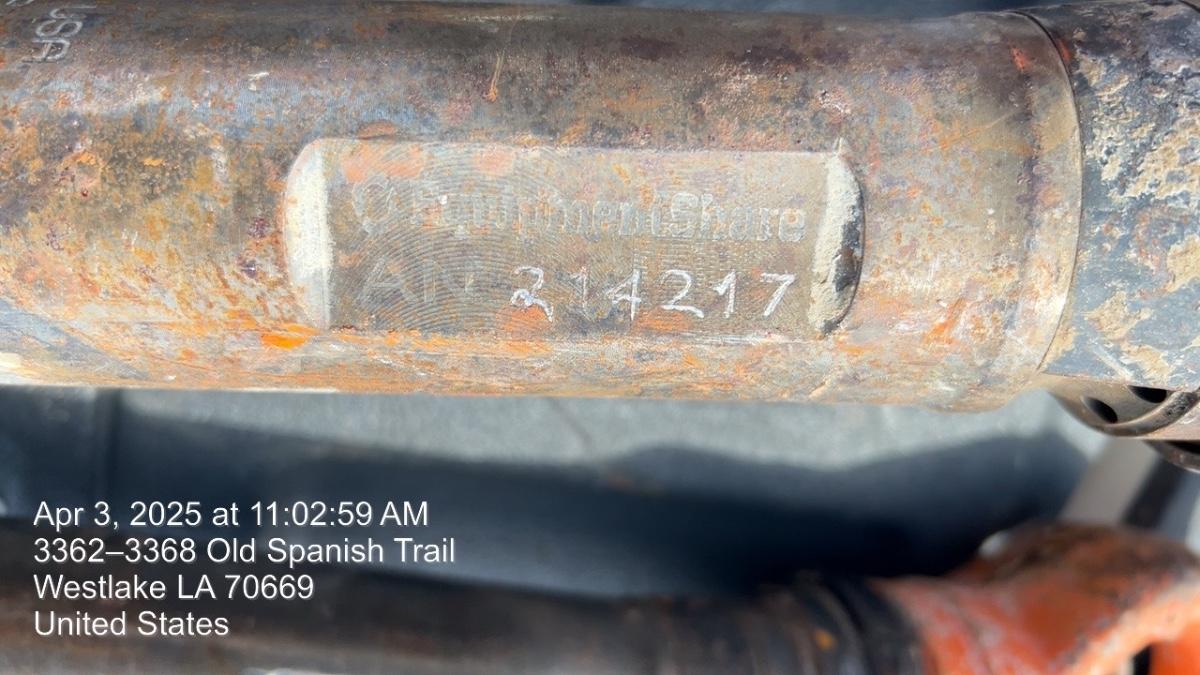 EquipmentShare
AN 214217
Apr 3, 2025 at 11:02:59 AM
3362–3368 Old Spanish Trail
Westlake LA 70669
United States